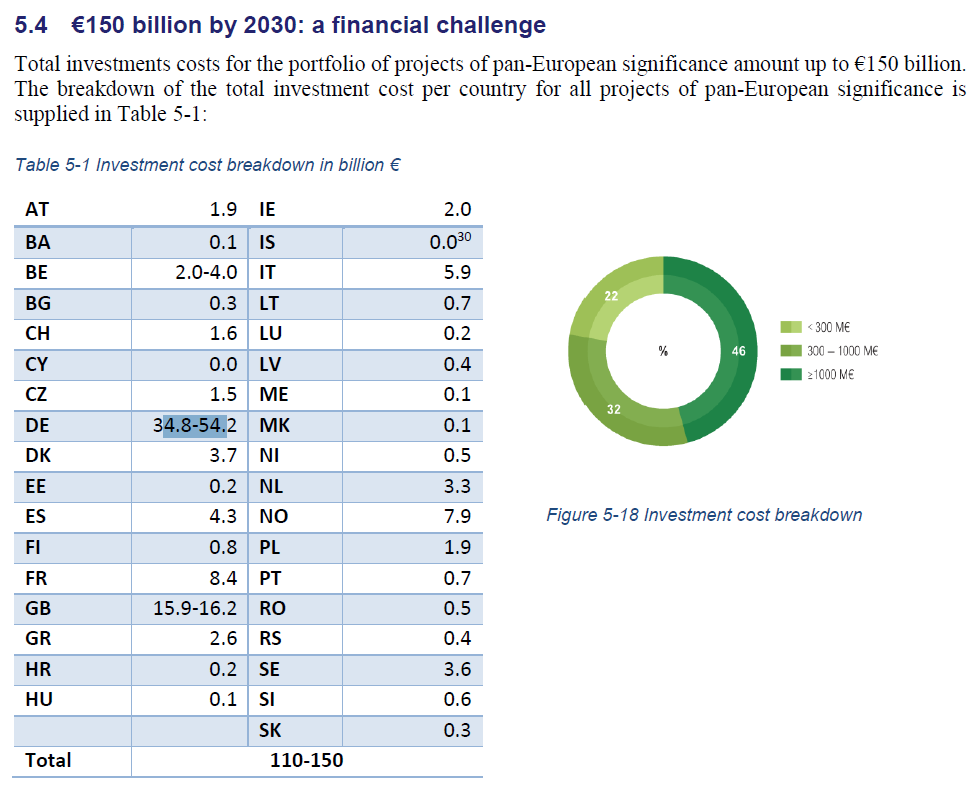 5.4 €150 billion by 2030: a financial challenge
Total investments costs for the portfolio of projects of pan-European significance amount up to €150 billion.
The breakdown of the total investment cost per country for all projects of pan-European significance is
supplied in Table 5-1:
Table 5-1 Investment cost breakdown in billion €
AT 1.9 IE 2.0
BA 0.1 IS 0.0³⁰
BE 2.0-4.0 IT 5.9
BG 0.3 LT 0.7
CH 1.6 LU 0.2
CY 0.0 LV 0.4
CZ 1.5 ME 0.1
DE 34.8-54.2 MK 0.1
DK 3.7 NI 0.5
EE 0.2 NL 3.3
ES 4.3 NO 7.9
FI 0.8 PL 1.9
FR 8.4 PT 0.7
GB 15.9-16.2 RO 0.5
GR 2.6 RS 0.4
HR 0.2 SE 3.6
HU 0.1 SI 0.6
SK 0.3
Total 110-150
22
% 46
32
< 300 M€
300 – 1000 M€
≥1000 M€
Figure 5-18 Investment cost breakdown